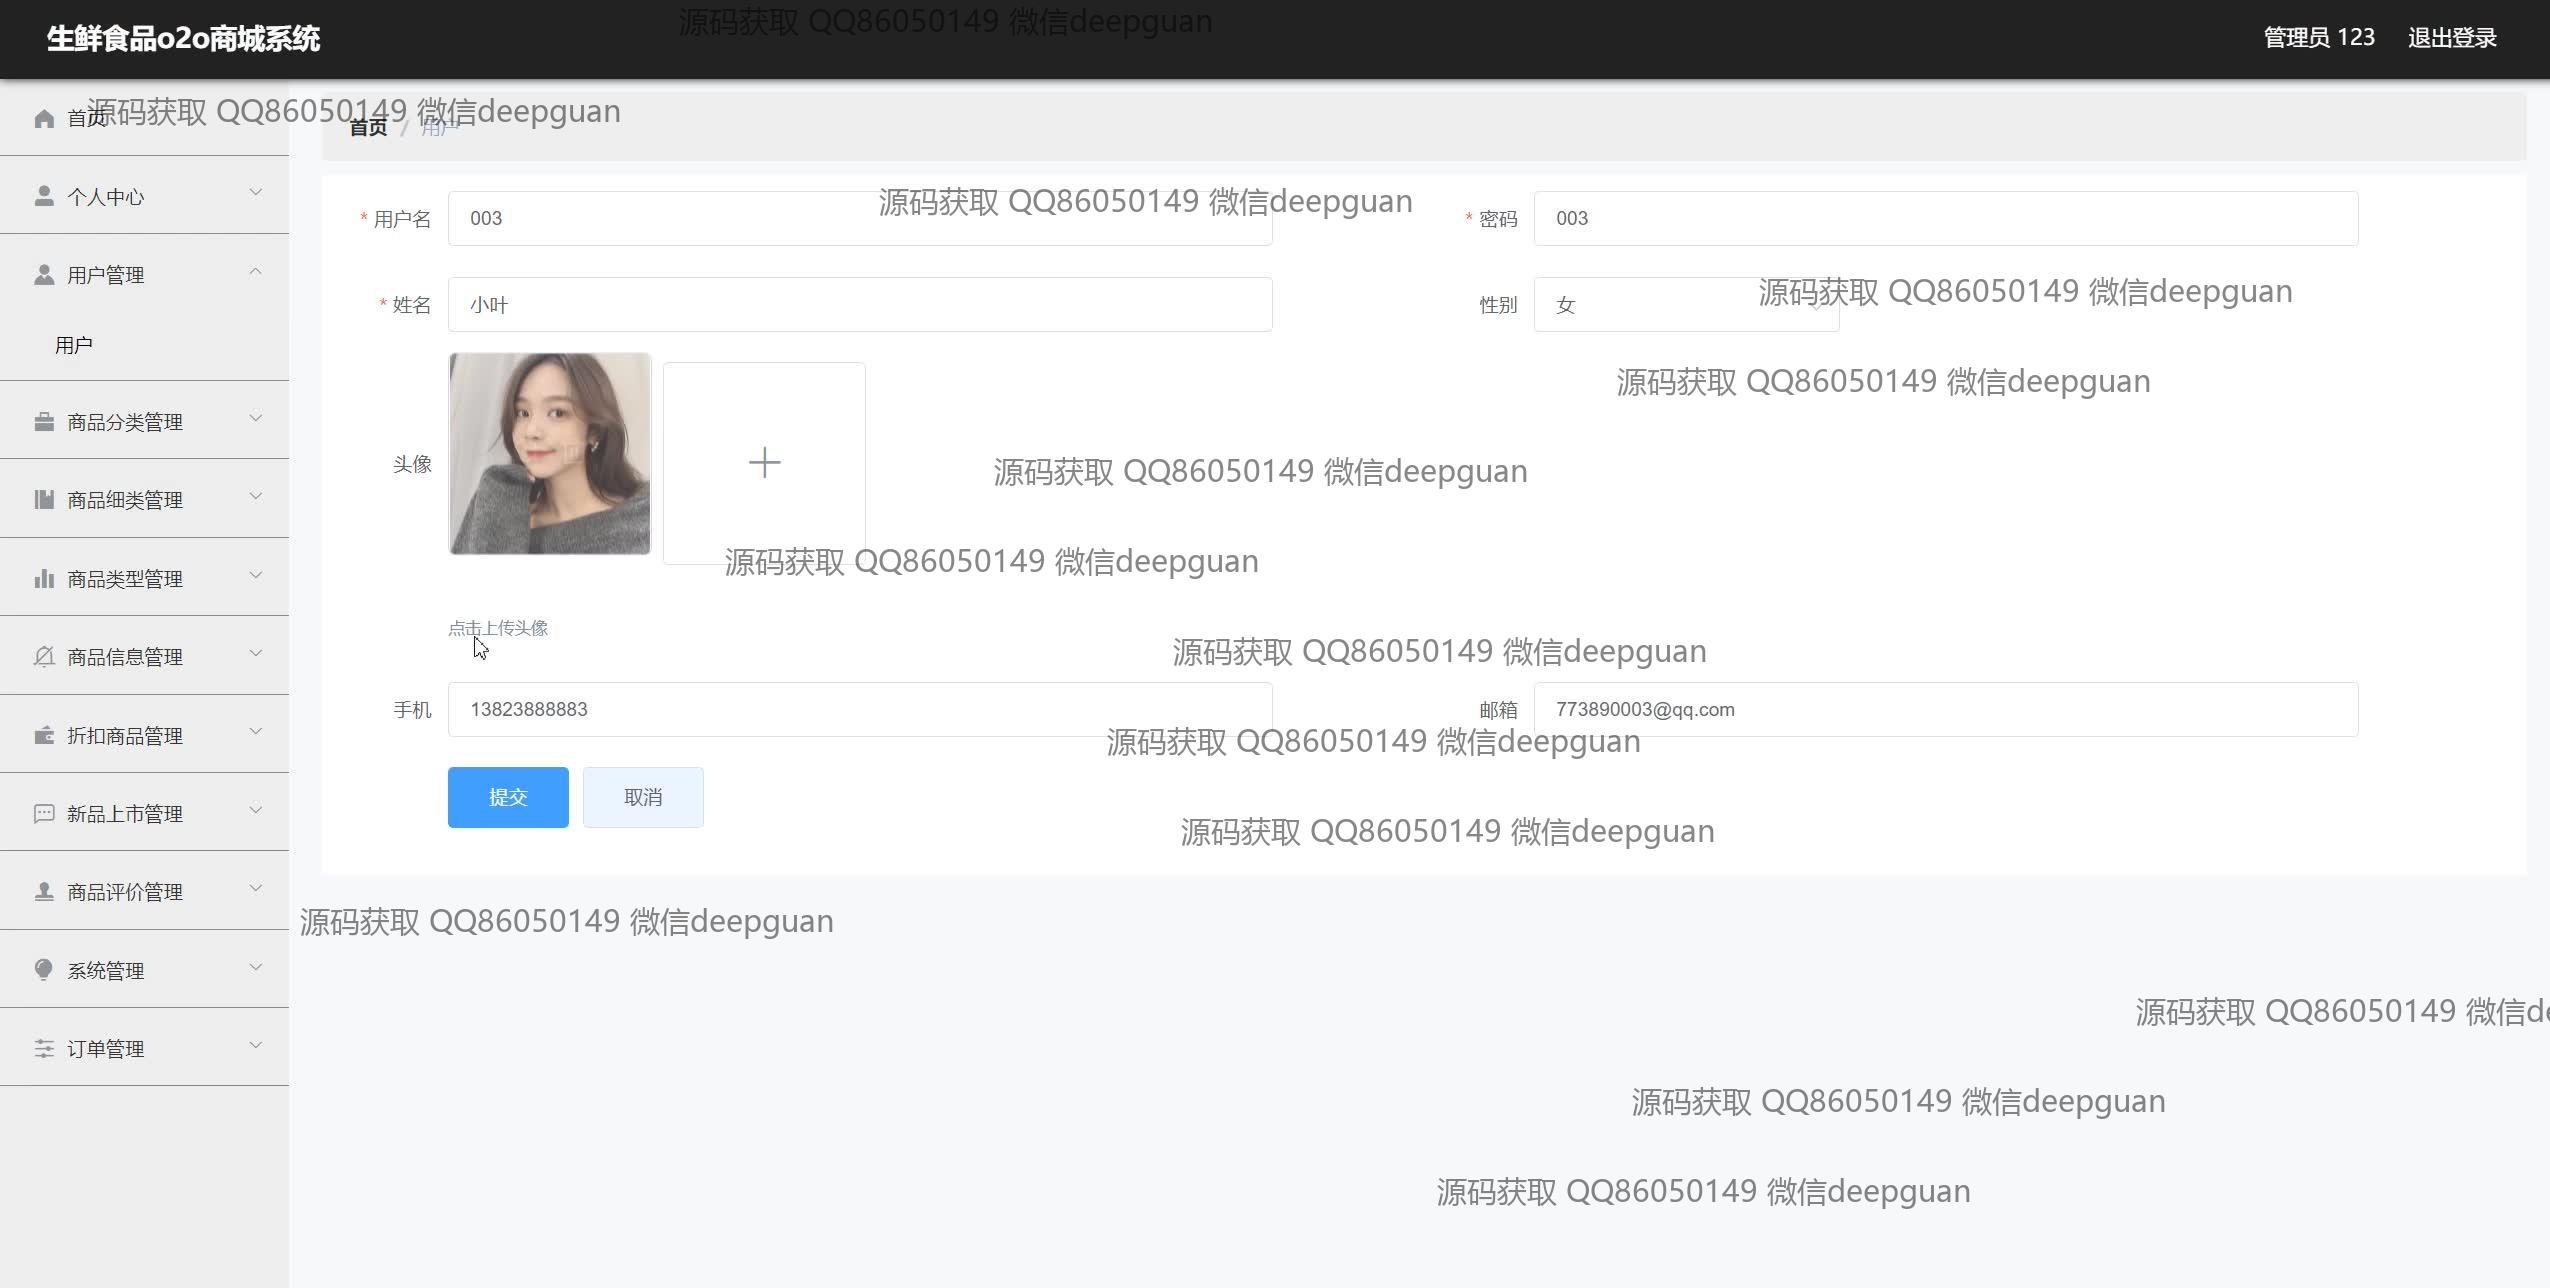 生鲜食品o2o商城系统
源码获取 QQ86050149 微信deepguan
管理员 123
退出登录
首页
源码获取 QQ86050149 微信deepguan
首页 / 用户
个人中心
用户管理
用户
商品分类管理
商品细类管理
商品类型管理
商品信息管理
折扣商品管理
新品上市管理
商品评价管理
系统管理
订单管理
* 用户名 003
源码获取 QQ86050149 微信deepguan
* 密码 003
* 姓名 小叶
性别 女
源码获取 QQ86050149 微信deepguan
源码获取 QQ86050149 微信deepguan
头像
源码获取 QQ86050149 微信deepguan
源码获取 QQ86050149 微信deepguan
点击上传头像
源码获取 QQ86050149 微信deepguan
手机 13823888883
邮箱 773890003@qq.com
源码获取 QQ86050149 微信deepguan
提交
取消
源码获取 QQ86050149 微信deepguan
源码获取 QQ86050149 微信deepguan
源码获取 QQ86050149 微信de
源码获取 QQ86050149 微信deepguan
源码获取 QQ86050149 微信deepguan